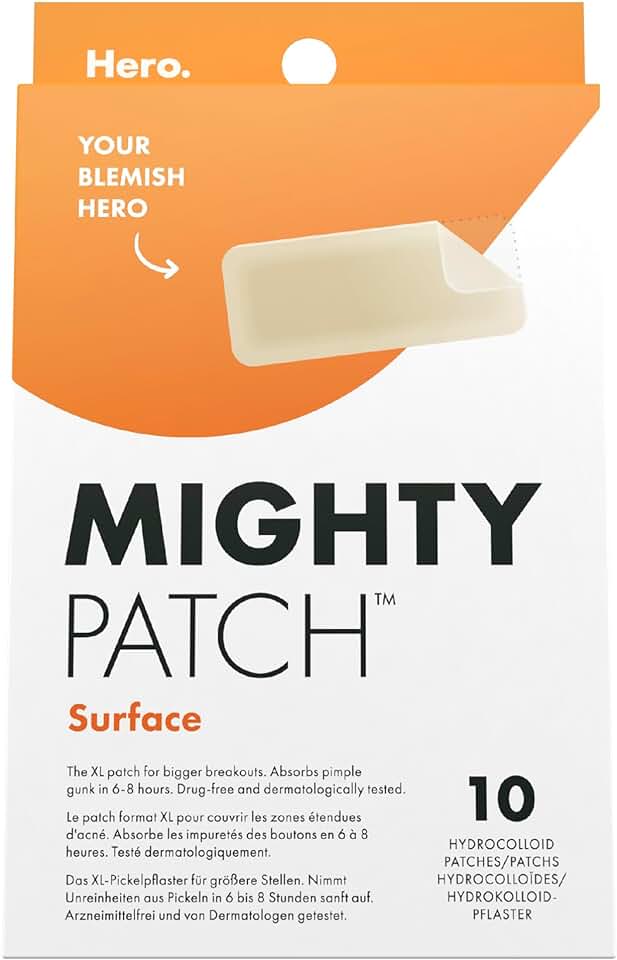 Hero.
YOUR
BLEMISH
HERO
MIGHTY
PATCH™
Surface
The XL patch for bigger breakouts. Absorbs pimple
gunk in 6-8 hours. Drug-free and dermatologically tested.
Le patch format XL pour couvrir les zones étendues
d'acné. Absorbe les impuretés des boutons en 6 à 8
heures. Testé dermatologiquement.
Das XL-Pickelpflaster für größere Stellen. Nimmt
Unreinheiten aus Pickeln in 6 bis 8 Stunden sanft auf.
Arzneimittelfrei und von Dermatologen getestet.
10
HYDROCOLLOID
PATCHES/PATCHS
HYDROCOLLOÏDES/
HYDROKOLLOID-
PFLASTER